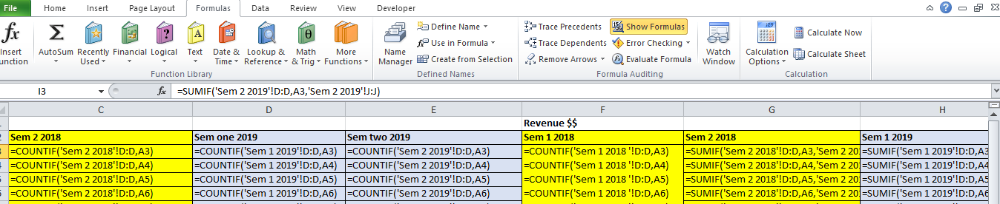 File Home Insert Page Layout Formulas Data Review View Developer
Insert Function
AutoSum
Recently Used
Financial
Logical
Text
Date & Time
Lookup & Reference
Math & Trig
More Functions
Function Library
Name Manager
Define Name
Use in Formula
Create from Selection
Defined Names
Trace Precedents
Trace Dependents
Remove Arrows
Show Formulas
Error Checking
Evaluate Formula
Formula Auditing
Watch Window
Calculation Options
Calculate Now
Calculate Sheet
Calculation
I3 fx =SUMIF('Sem 2 2019'!D:D,A3,'Sem 2 2019'!J:J)
C D E F G H
Revenue $$
Sem 2 2018 Sem one 2019 Sem two 2019 Sem 1 2018 Sem 2 2018 Sem 1 2019
=COUNTIF('Sem 2 2018'!D:D,A3) =COUNTIF('Sem 1 2019'!D:D,A3) =COUNTIF('Sem 2 2019'!D:D,A3) =COUNTIF('Sem 1 2018 '!D:D,A3) =SUMIF('Sem 2 2018'!D:D,A3,'Sem 2 20 =SUMIF('Sem 1 2019'!D:D,A3
=COUNTIF('Sem 2 2018'!D:D,A4) =COUNTIF('Sem 1 2019'!D:D,A4) =COUNTIF('Sem 2 2019'!D:D,A4) =COUNTIF('Sem 1 2018 '!D:D,A4) =SUMIF('Sem 2 2018'!D:D,A4,'Sem 2 20 =SUMIF('Sem 1 2019'!D:D,A4
=COUNTIF('Sem 2 2018'!D:D,A5) =COUNTIF('Sem 1 2019'!D:D,A5) =COUNTIF('Sem 2 2019'!D:D,A5) =COUNTIF('Sem 1 2018 '!D:D,A5) =SUMIF('Sem 2 2018'!D:D,A5,'Sem 2 20 =SUMIF('Sem 1 2019'!D:D,A5
=COUNTIF('Sem 2 2018'!D:D,A6) =COUNTIF('Sem 1 2019'!D:D,A6) =COUNTIF('Sem 2 2019'!D:D,A6) =COUNTIF('Sem 1 2018 '!D:D,A6) =SUMIF('Sem 2 2018'!D:D,A6,'Sem 2 20 =SUMIF('Sem 1 2019'!D:D,A6